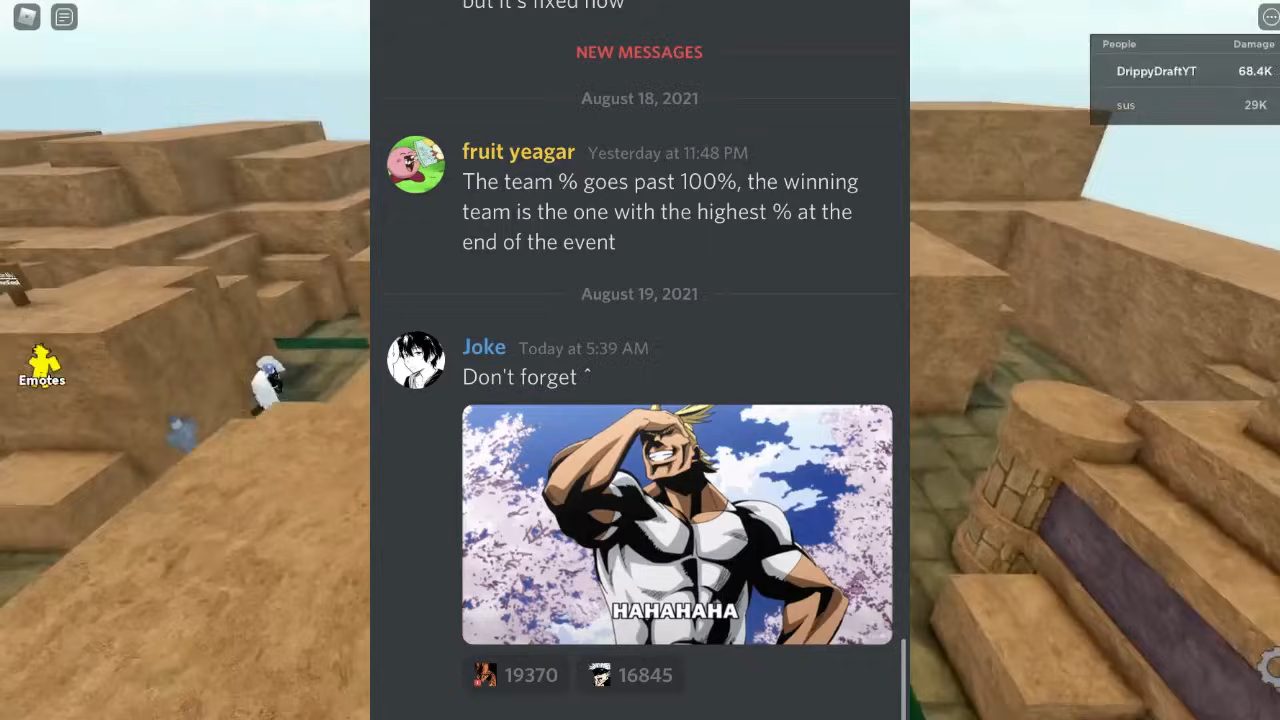 but it's fixed now
NEW MESSAGES
August 18, 2021
fruit yeagar Yesterday at 11:48 PM
The team % goes past 100%, the winning
team is the one with the highest % at the
end of the event
August 19, 2021
Joke Today at 5:39 AM
Don't forget ^
HAHAHAHA
19370 16845
People Damage
DrippyDraftYT 68.4K
sus 29K
Emotes